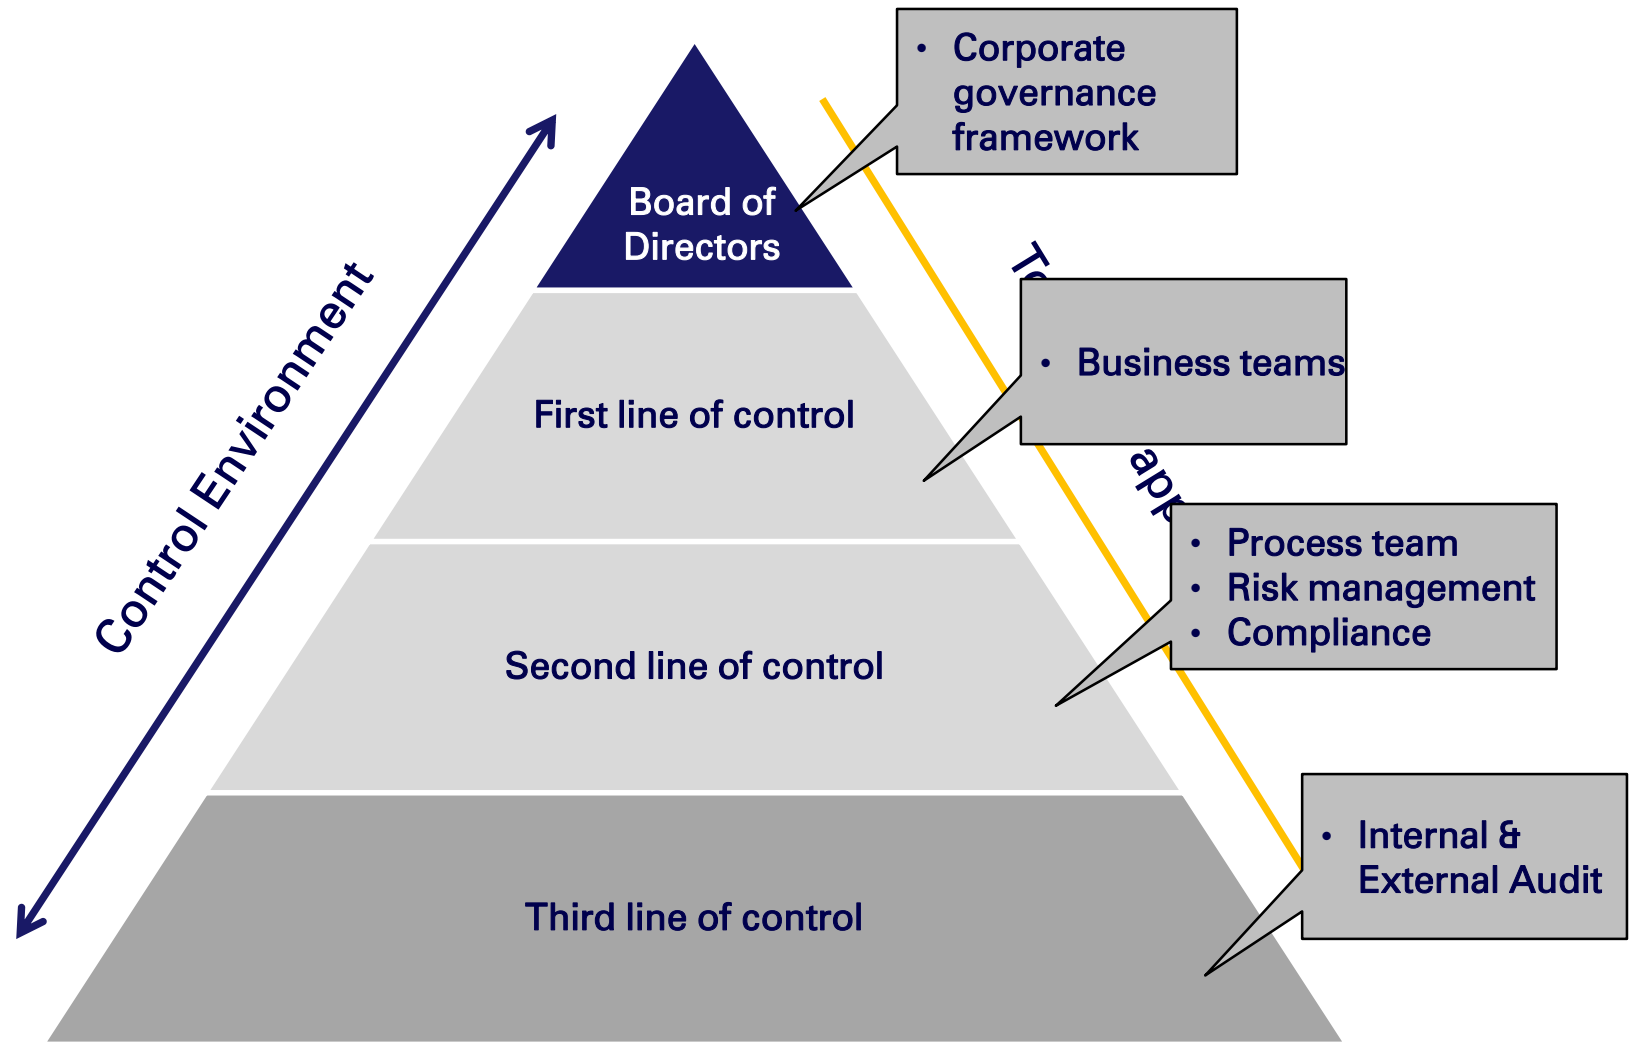 • Corporate
governance
framework
Board of
Directors
Control Environment
• Business teams
First line of control
• Process team
• Risk management
• Compliance
Second line of control
• Internal &
External Audit
Third line of control